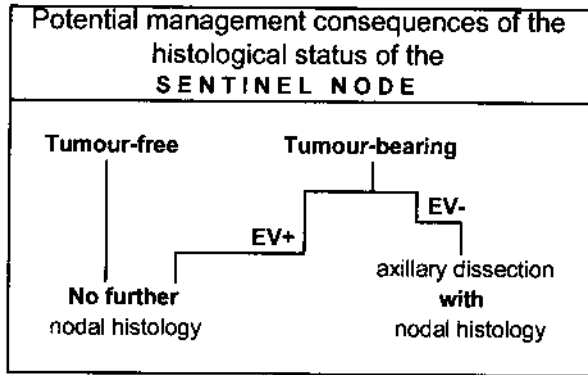 Potential management consequences of the
histological status of the
SENTINEL NODE
Tumour-free
Tumour-bearing
EV+
EV-
No further
nodal histology
axillary dissection
with
nodal histology